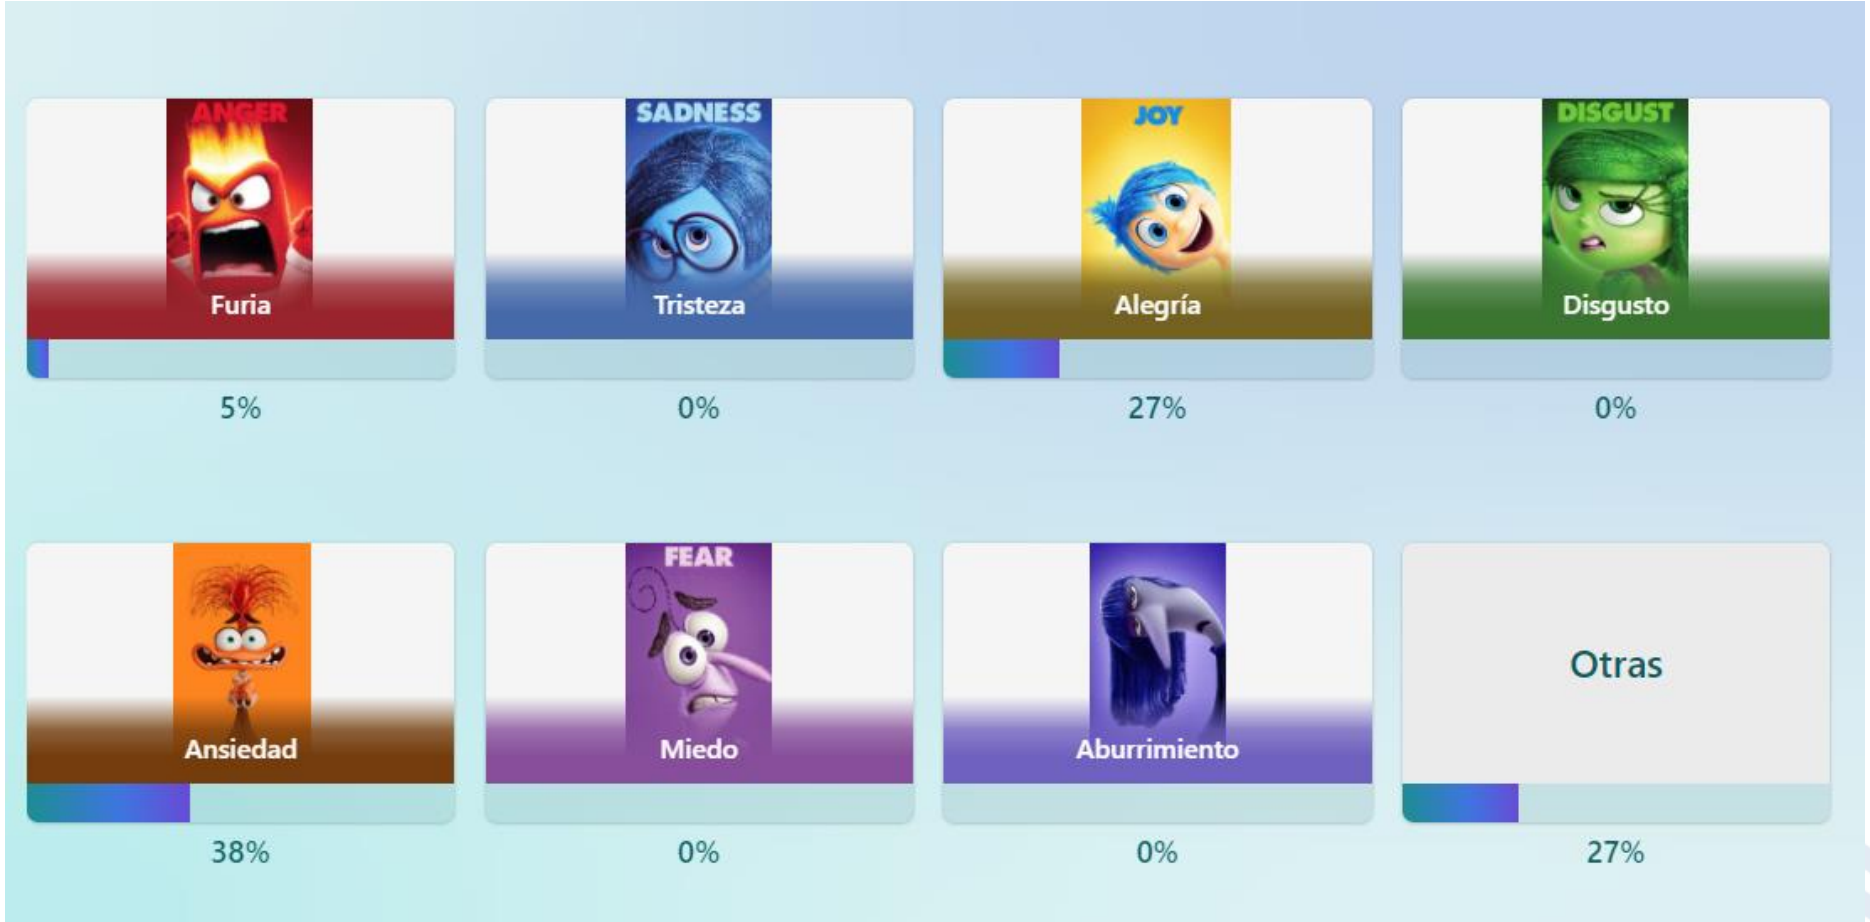 ANGER
SADNESS
JOY
DISGUST
Furia
Tristeza
Alegría
Disgusto
5%
0%
27%
0%
FEAR
Otras
Ansiedad
Miedo
Aburrimiento
38%
0%
0%
27%